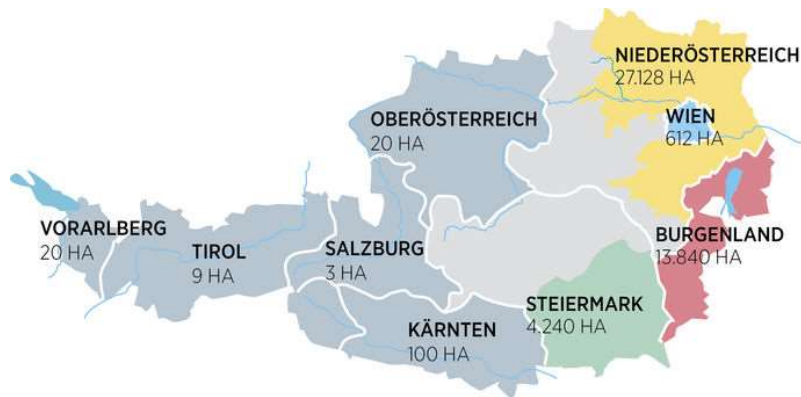 NIEDERÖSTERREICH
27.128 HA
WIEN
612 HA
OBERÖSTERREICH
20 HA
VORARLBERG
20 HA
TIROL
9 HA
SALZBURG
3 HA
BURGENLAND
13.840 HA
STEIERMARK
4.240 HA
KÄRNTEN
100 HA